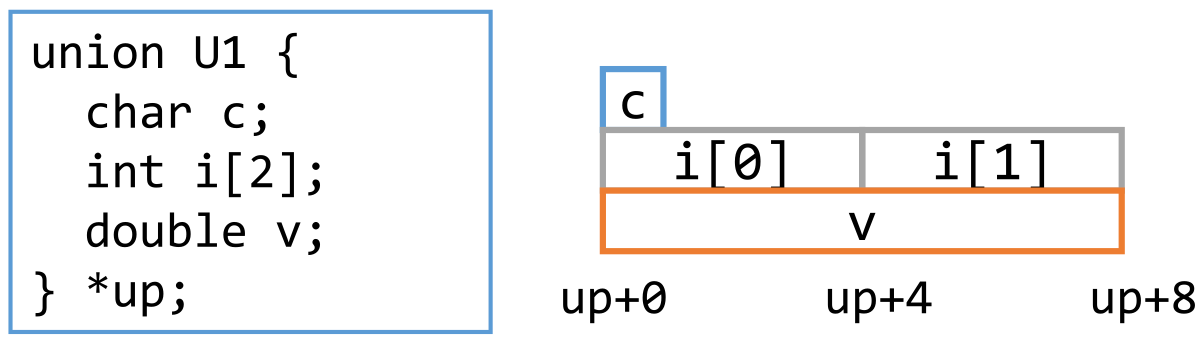 union U1 {
  char c;
  int i[2];
  double v;
} *up;
c
i[0] i[1]
v
up+0 up+4 up+8